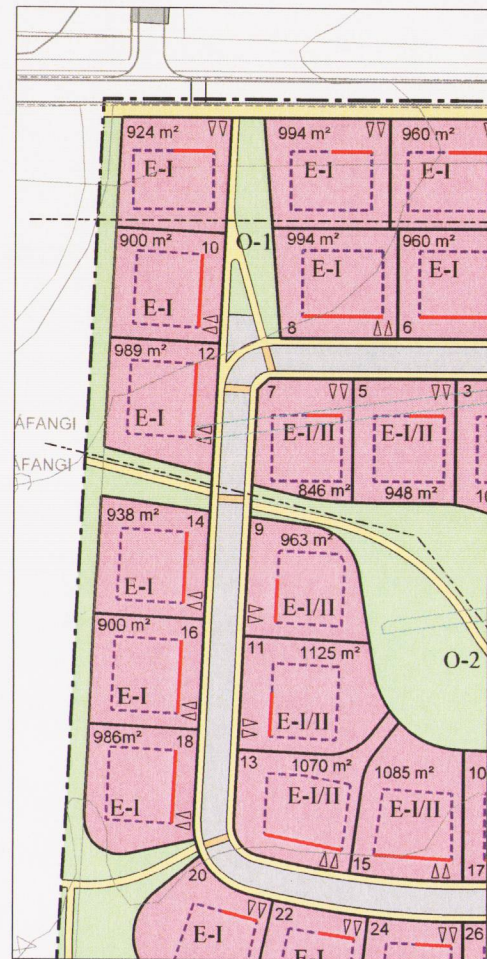 924 m²
E-I
994 m²
E-I
960 m²
E-I
900 m²
10
E-I
O-1
994 m²
E-I
8
960 m²
E-I
6
989 m²
12
E-I
7
E-I/II
846 m²
5
E-I/II
948 m²
3
ÁFANGI
ÁFANGI
938 m²
14
E-I
9
963 m²
E-I/II
900 m²
16
E-I
11
1125 m²
E-I/II
O-2
986m²
18
E-I
13
1070 m²
E-I/II
1085 m²
E-I/II
15
10
17
20
E-I
22
E-I
24
26